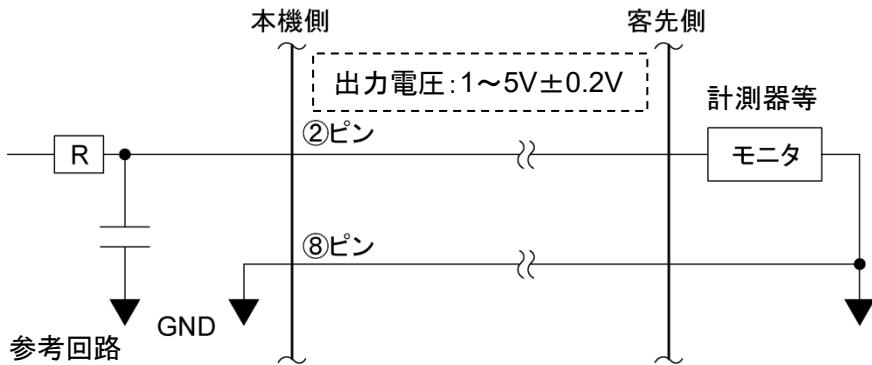 本機側
客先側
出力電圧：1～5V±0.2V
計測器等
②ピン
R
モニタ
⑧ピン
GND
参考回路